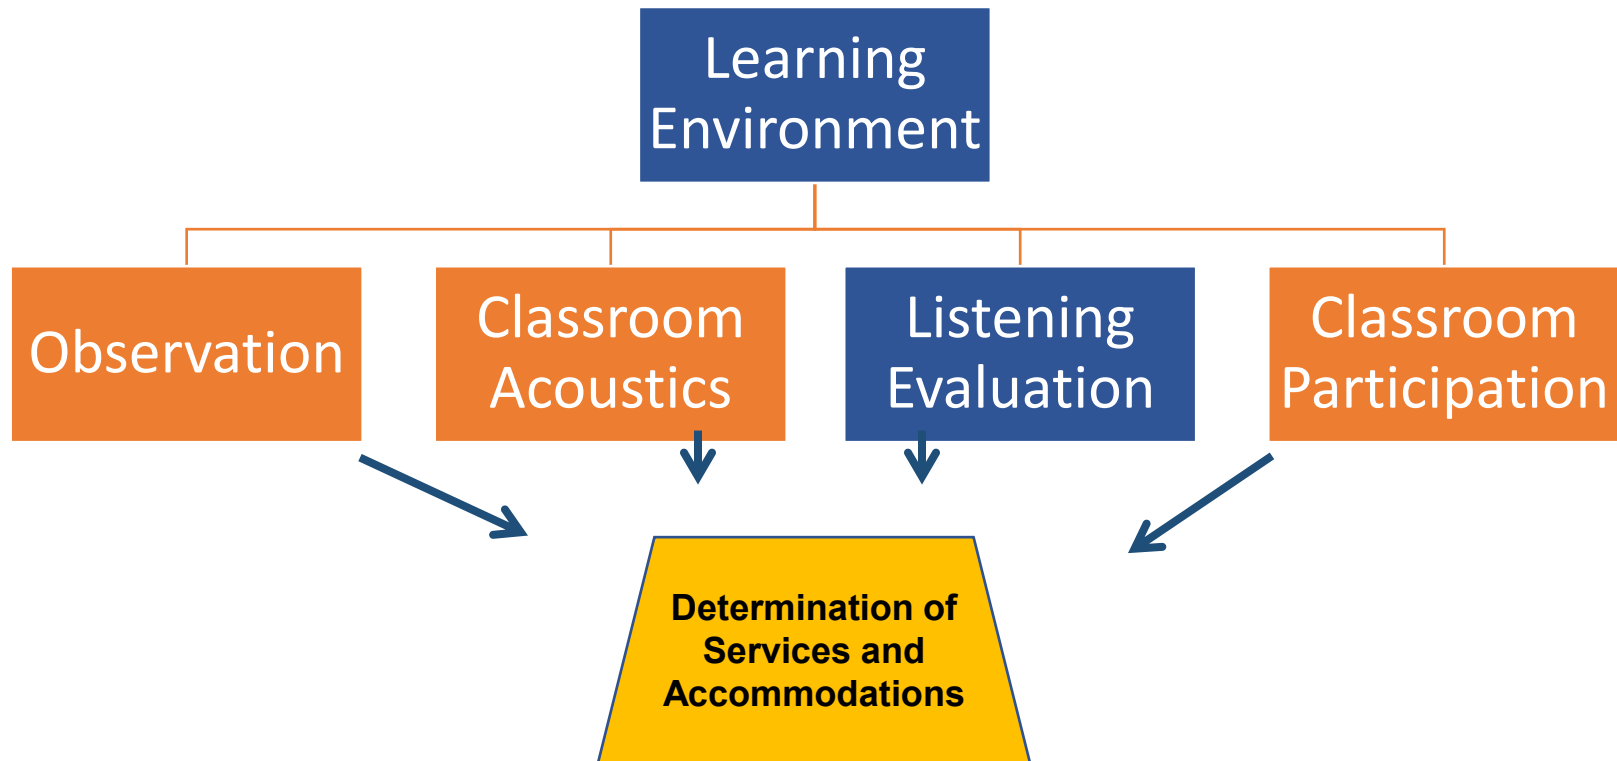 Learning
Environment
Observation
Classroom
Acoustics
Listening
Evaluation
Classroom
Participation
Determination of
Services and
Accommodations